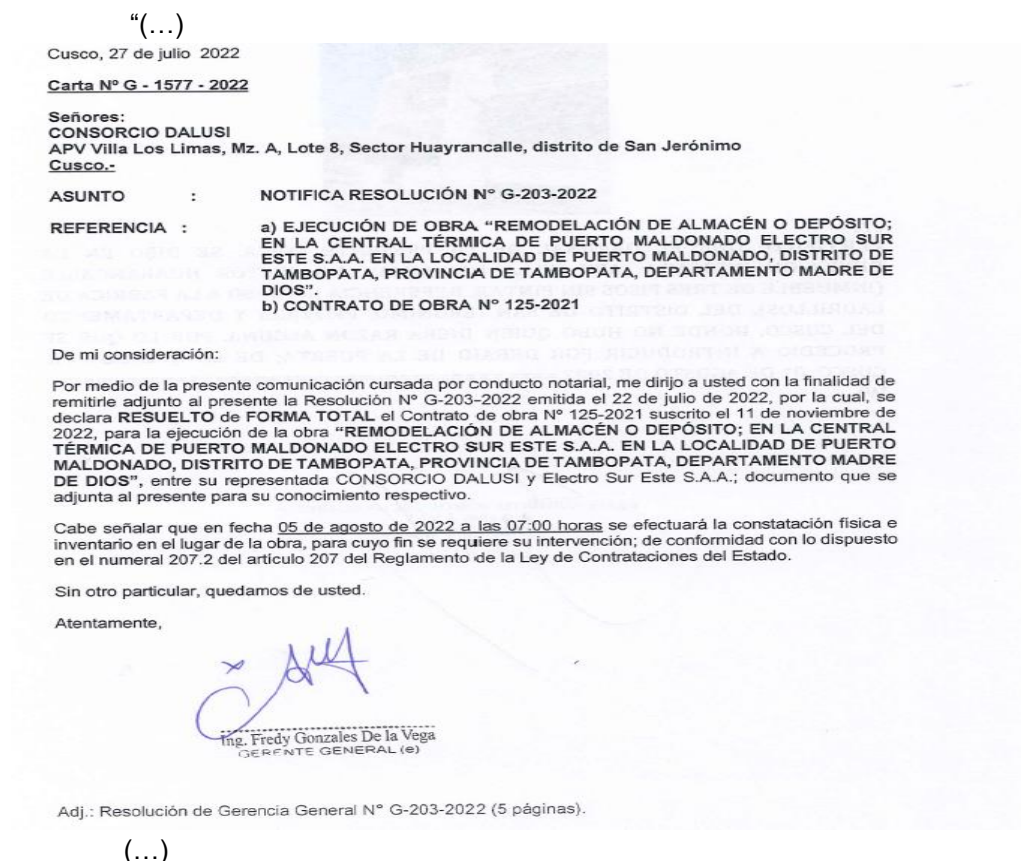 “(…)
Cusco, 27 de julio 2022
Carta Nº G - 1577 - 2022
Señores:
CONSORCIO DALUSI
APV Villa Los Limas, Mz. A, Lote 8, Sector Huayrancalle, distrito de San Jerónimo
Cusco.-
ASUNTO : NOTIFICA RESOLUCIÓN Nº G-203-2022
REFERENCIA : a) EJECUCIÓN DE OBRA “REMODELACIÓN DE ALMACÉN O DEPÓSITO;
EN LA CENTRAL TÉRMICA DE PUERTO MALDONADO ELECTRO SUR
ESTE S.A.A. EN LA LOCALIDAD DE PUERTO MALDONADO, DISTRITO DE
TAMBOPATA, PROVINCIA DE TAMBOPATA, DEPARTAMENTO MADRE DE
DIOS”.
b) CONTRATO DE OBRA Nº 125-2021
De mi consideración:
Por medio de la presente comunicación cursada por conducto notarial, me dirijo a usted con la finalidad de
remitirle adjunto al presente la Resolución Nº G-203-2022 emitida el 22 de julio de 2022, por la cual, se
declara RESUELTO de FORMA TOTAL el Contrato de obra Nº 125-2021 suscrito el 11 de noviembre de
2022, para la ejecución de la obra “REMODELACIÓN DE ALMACÉN O DEPÓSITO; EN LA CENTRAL
TÉRMICA DE PUERTO MALDONADO ELECTRO SUR ESTE S.A.A. EN LA LOCALIDAD DE PUERTO
MALDONADO, DISTRITO DE TAMBOPATA, PROVINCIA DE TAMBOPATA, DEPARTAMENTO MADRE
DE DIOS”, entre su representada CONSORCIO DALUSI y Electro Sur Este S.A.A.; documento que se
adjunta al presente para su conocimiento respectivo.
Cabe señalar que en fecha 05 de agosto de 2022 a las 07:00 horas se efectuará la constatación física e
inventario en el lugar de la obra, para cuyo fin se requiere su intervención; de conformidad con lo dispuesto
en el numeral 207.2 del artículo 207 del Reglamento de la Ley de Contrataciones del Estado.
Sin otro particular, quedamos de usted.
Atentamente,
Ing. Fredy Gonzales De la Vega
GERENTE GENERAL (e)
Adj.: Resolución de Gerencia General Nº G-203-2022 (5 páginas).
(…)